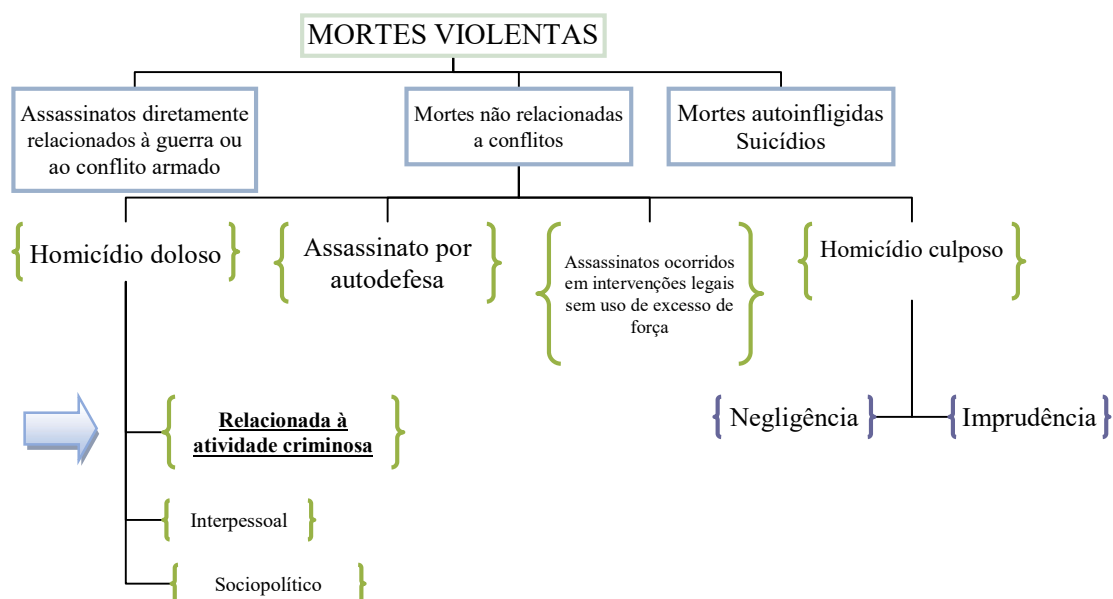 MORTES VIOLENTAS
Assassinatos diretamente
relacionados à guerra ou
ao conflito armado
Mortes não relacionadas
a conflitos
Mortes autoinfligidas
Suicídios
Homicídio doloso
Assassinato por
autodefesa
Assassinatos ocorridos
em intervenções legais
sem uso de excesso de
força
Homicídio culposo
Relacionada à
atividade criminosa
Interpessoal
Sociopolítico
Negligência
Imprudência